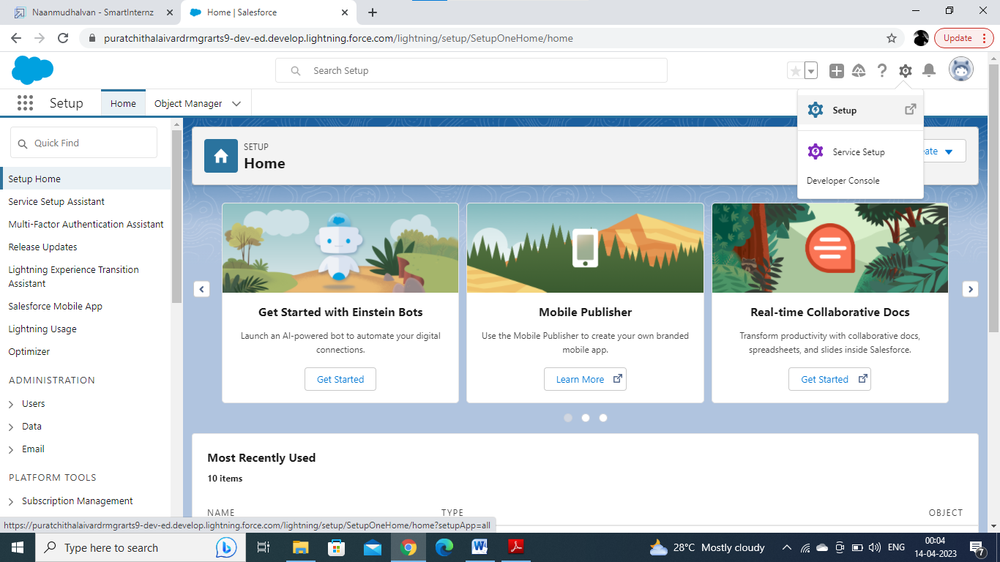 Naanmudhalvan - SmartInternz
Home | Salesforce
puratchithalaivardrmgrarts9-dev-ed.develop.lightning.force.com/lightning/setup/SetupOneHome/home
Update
Search Setup
Setup
Home
Object Manager
Setup
Service Setup
Developer Console
Quick Find
Setup Home
Service Setup Assistant
Multi-Factor Authentication Assistant
Release Updates
Lightning Experience Transition
Assistant
Salesforce Mobile App
Lightning Usage
Optimizer
ADMINISTRATION
Users
Data
Email
PLATFORM TOOLS
Subscription Management
SETUP
Home
Get Started with Einstein Bots
Launch an AI-powered bot to automate your digital
connections.
Get Started
Mobile Publisher
Use the Mobile Publisher to create your own branded
mobile app.
Learn More
Real-time Collaborative Docs
Transform productivity with collaborative docs,
spreadsheets, and slides inside Salesforce.
Get Started
Most Recently Used
10 items
NAME TYPE OBJECT
https://puratchithalaivardrmgrarts9-dev-ed.develop.lightning.force.com/lightning/setup/SetupOneHome/home?setupApp=all
Type here to search
28°C Mostly cloudy
ENG
00:04
14-04-2023
7